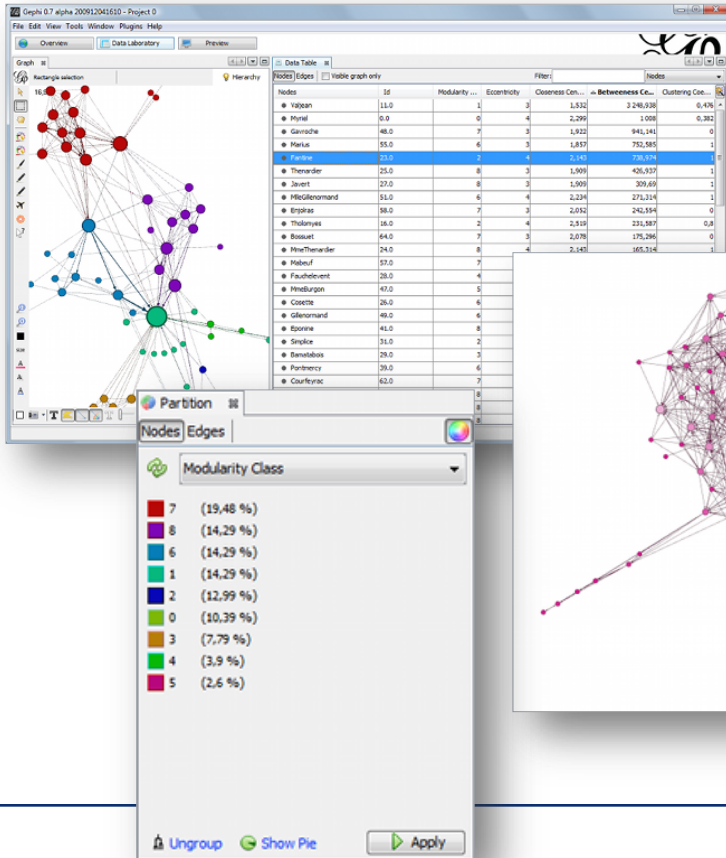 Gephi 0.7 alpha 200912041610 - Project 0
File Edit View Tools Window Plugins Help
Overview Data Laboratory Preview
Graph
Rectangle selection
Hierarchy
Data Table
Nodes Edges Visible graph only Filter: Nodes
Nodes Id Modularity ... Eccentricity Closeness Cen... Betweeness Ce... Clustering Coe...
Valjean 11.0 1 3 1,532 3 248,938 0,476
Myriel 0.0 0 4 2,299 1 008 0,382
Gavroche 48.0 7 3 1,922 941,141 0
Marius 55.0 6 3 1,857 752,585 1
Fantine 23.0 2 4 2,143 738,974 1
Thenardier 25.0 8 3 1,909 426,937 1
Javert 27.0 8 3 1,909 309,69 1
MlleGillenormand 51.0 6 4 2,234 271,314 1
Enjolras 58.0 7 3 2,052 242,554 0
Tholomyes 16.0 2 4 2,519 231,587 0,8
Bossuet 64.0 7 3 2,078 175,296 0
MmeThenardier 24.0 8 4 2,143 165,314 1
Mabeuf 57.0 7
Fauchelevent 28.0 4
MmeBurgon 47.0 5
Cosette 26.0 6
Gillenormand 49.0 6
Eponine 41.0 8
Simplice 31.0 2
Bamatabois 29.0 3
Pontmercy 39.0 6
Courfeyrac 62.0 7
8
8
8
Partition
Nodes Edges
Modularity Class
7 (19,48 %)
8 (14,29 %)
6 (14,29 %)
1 (14,29 %)
2 (12,99 %)
0 (10,39 %)
3 (7,79 %)
4 (3,9 %)
5 (2,6 %)
Ungroup Show Pie Apply